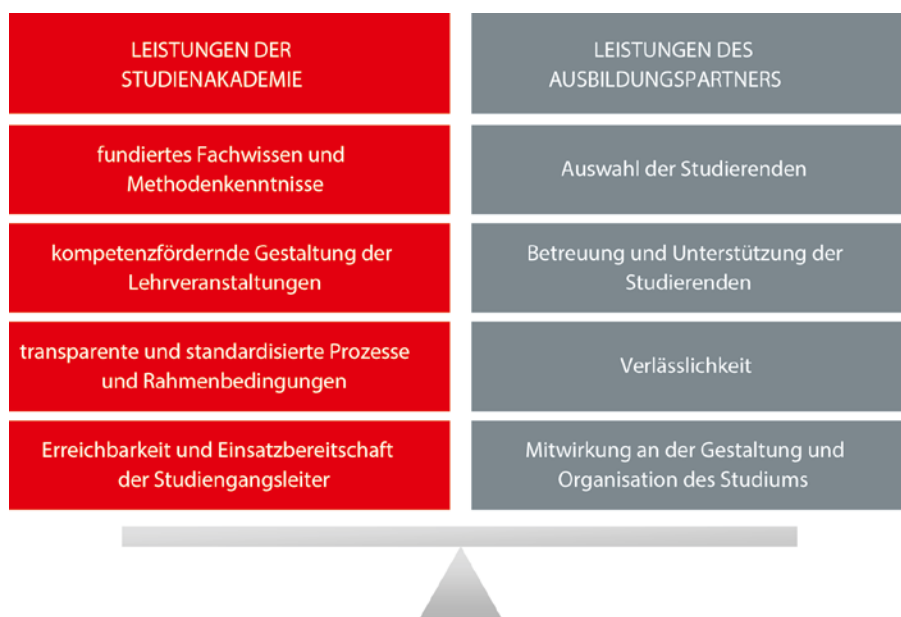 LEISTUNGEN DER
STUDIENAKADEMIE
fundiertes Fachwissen und
Methodenkenntnisse
kompetenzfördernde Gestaltung der
Lehrveranstaltungen
transparente und standardisierte Prozesse
und Rahmenbedingungen
Erreichbarkeit und Einsatzbereitschaft
der Studiengangsleiter
LEISTUNGEN DES
AUSBILDUNGSPARTNERS
Auswahl der Studierenden
Betreuung und Unterstützung der
Studierenden
Verlässlichkeit
Mitwirkung an der Gestaltung und
Organisation des Studiums